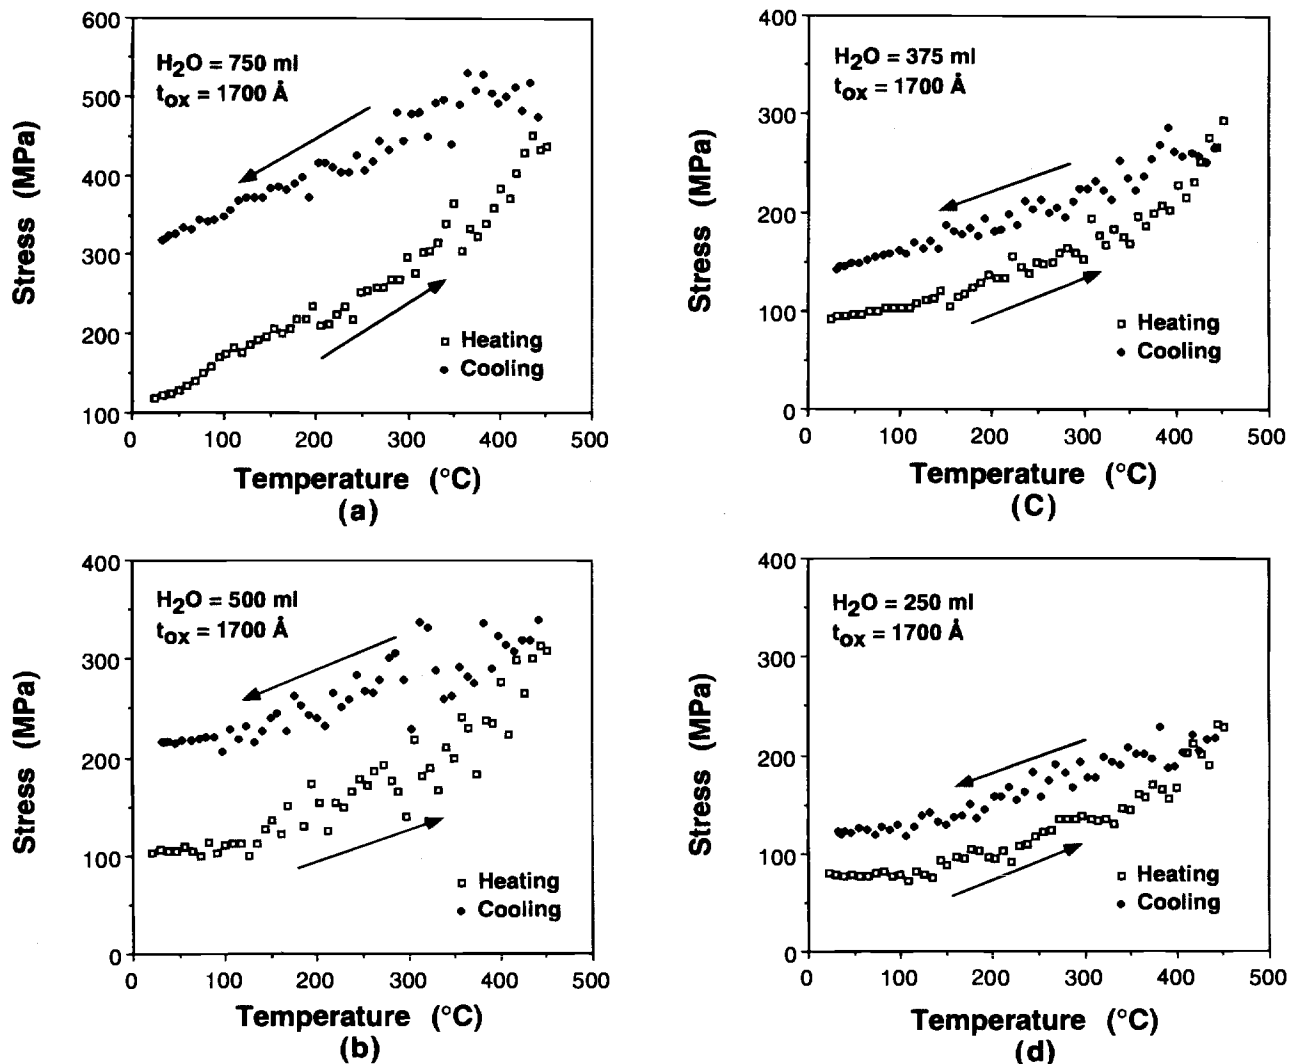 600
500
400
300
200
100
Stress (MPa)
H₂O = 750 ml
tox = 1700 Å
Heating
Cooling
0 100 200 300 400 500
Temperature (°C)
(a)
400
300
200
100
0
Stress (MPa)
H₂O = 375 ml
tox = 1700 Å
Heating
Cooling
0 100 200 300 400 500
Temperature (°C)
(C)
400
300
200
100
0
Stress (MPa)
H₂O = 500 ml
tox = 1700 Å
Heating
Cooling
0 100 200 300 400 500
Temperature (°C)
(b)
400
300
200
100
0
Stress (MPa)
H₂O = 250 ml
tox = 1700 Å
Heating
Cooling
0 100 200 300 400 500
Temperature (°C)
(d)